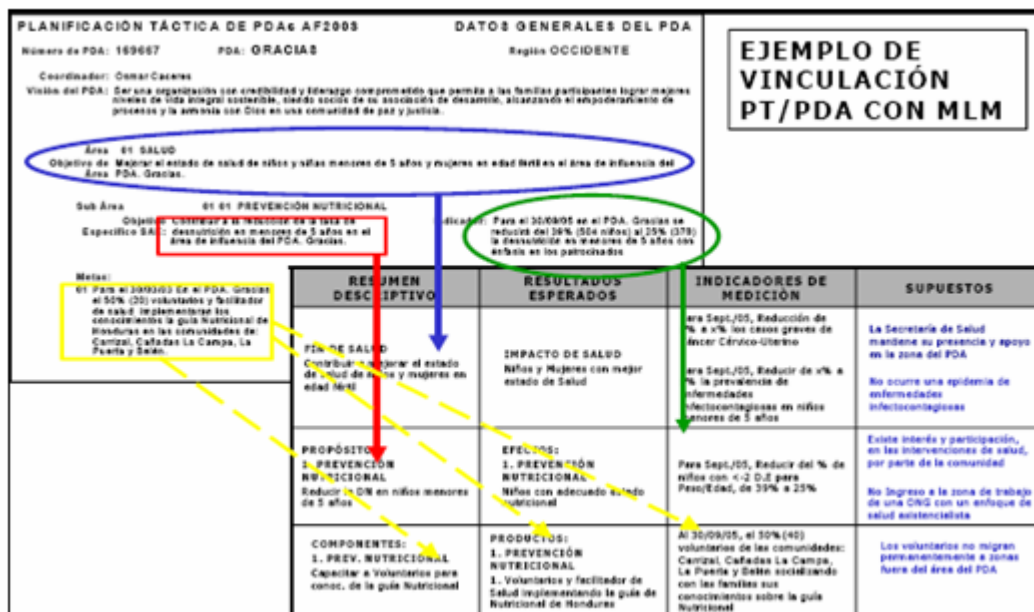 PLANIFICACIÓN TÁCTICA DE PDAs AF2003
DATOS GENERALES DEL PDA
Número de PDA: 169667 PDA: GRACIAS Región OCCIDENTE
Coordinador: Osmar Caceres
Visión del PDA: Ser una organización con credibilidad y liderazgo comprometido que permita a las familias participantes lograr mejores
niveles de vida integral sostenible, siendo socios de su asociación de desarrollo, alcanzando el empoderamiento de
procesos y la armonía con Dios en una comunidad de paz y justicia.
EJEMPLO DE
VINCULACIÓN
PT/PDA CON MLM
Área 01 SALUD
Objetivo de Mejorar el estado de salud de niños y niñas menores de 5 años y mujeres en edad fértil en el área de influencia del
Área PDA. Gracias.
Sub Área 01 01 PREVENCIÓN NUTRICIONAL
Objetivo Contribuir a la reducción de la tasa de
Específico desnutrición en menores de 5 años en el
área de influencia del PDA. Gracias.
Indicador: Para el 30/09/05 en el PDA. Gracias se
reducirá del 39% (504 niños) al 25% (379)
la desnutrición en menores de 5 años con
énfasis en los patrocinados
Metas:
01 Para el 30/09/03 En el PDA. Gracias
el 50% (20) voluntarios y facilitador
de salud implementaran los
conocimientos la guía Nutricional de
Honduras en las comunidades de:
Carrizal, Cañadas La Campa, La
Puerta y Belén.
RESUMEN
DESCRIPTIVO
RESULTADOS
ESPERADOS
INDICADORES DE
MEDICIÓN
SUPUESTOS
FIN DE SALUD
Contribuir a mejorar el estado
de salud de niños y mujeres en
edad fértil
IMPACTO DE SALUD
Niños y Mujeres con mejor
estado de Salud
Para Sept./05, Reducción de
x% a x% los casos graves de
Cáncer Cérvico-Uterino
Para Sept./05, Reducir de x% a
x% la prevalencia de
enfermedades
infectocontagiosas en niños
menores de 5 años
La Secretaría de Salud
mantiene su presencia y apoyo
en la zona del PDA
No ocurre una epidemia de
enfermedades
infectocontagiosas
PROPÓSITO:
1. PREVENCIÓN
NUTRICIONAL
Reducir la DN en niños menores
de 5 años
EFECTOS:
1. PREVENCIÓN
NUTRICIONAL
Niños con adecuado estado
nutricional
Para Sept./05, Reducir del % de
niños con <-2 D.E para
Peso/Edad, de 39% a 25%
Existe interés y participación,
en las intervenciones de salud,
por parte de la comunidad
No Ingreso a la zona de trabajo
de una ONG con un enfoque de
salud asistencialista
COMPONENTES:
1. PREV. NUTRICIONAL
Capacitar a Voluntarios para
conoc. de la guía Nutricional
PRODUCTOS:
1. PREVENCIÓN
NUTRICIONAL
1. Voluntarios y facilitador de
Salud implementando la guía de
Nutricional de Honduras
Al 30/09/05, el 50% (40)
voluntarios de las comunidades:
Carrizal, Cañadas La Campa,
La Puerta y Belén socializando
con las familias sus
conocimientos sobre la guía
Nutricional
Los voluntarios no migran
permanentemente a zonas
fuera del área del PDA